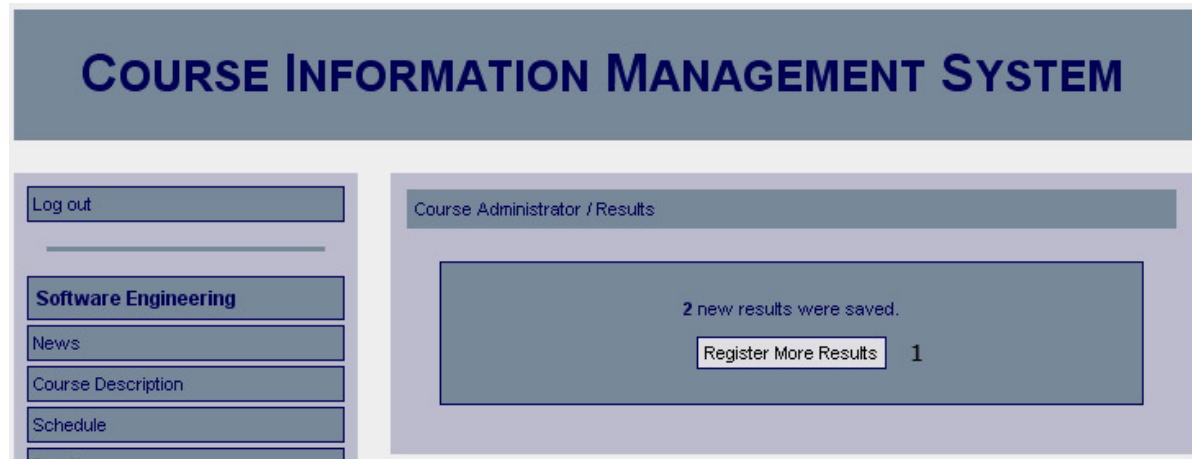 COURSE INFORMATION MANAGEMENT SYSTEM
Log out
Software Engineering
News
Course Description
Schedule
Course Administrator / Results
2 new results were saved.
Register More Results 1